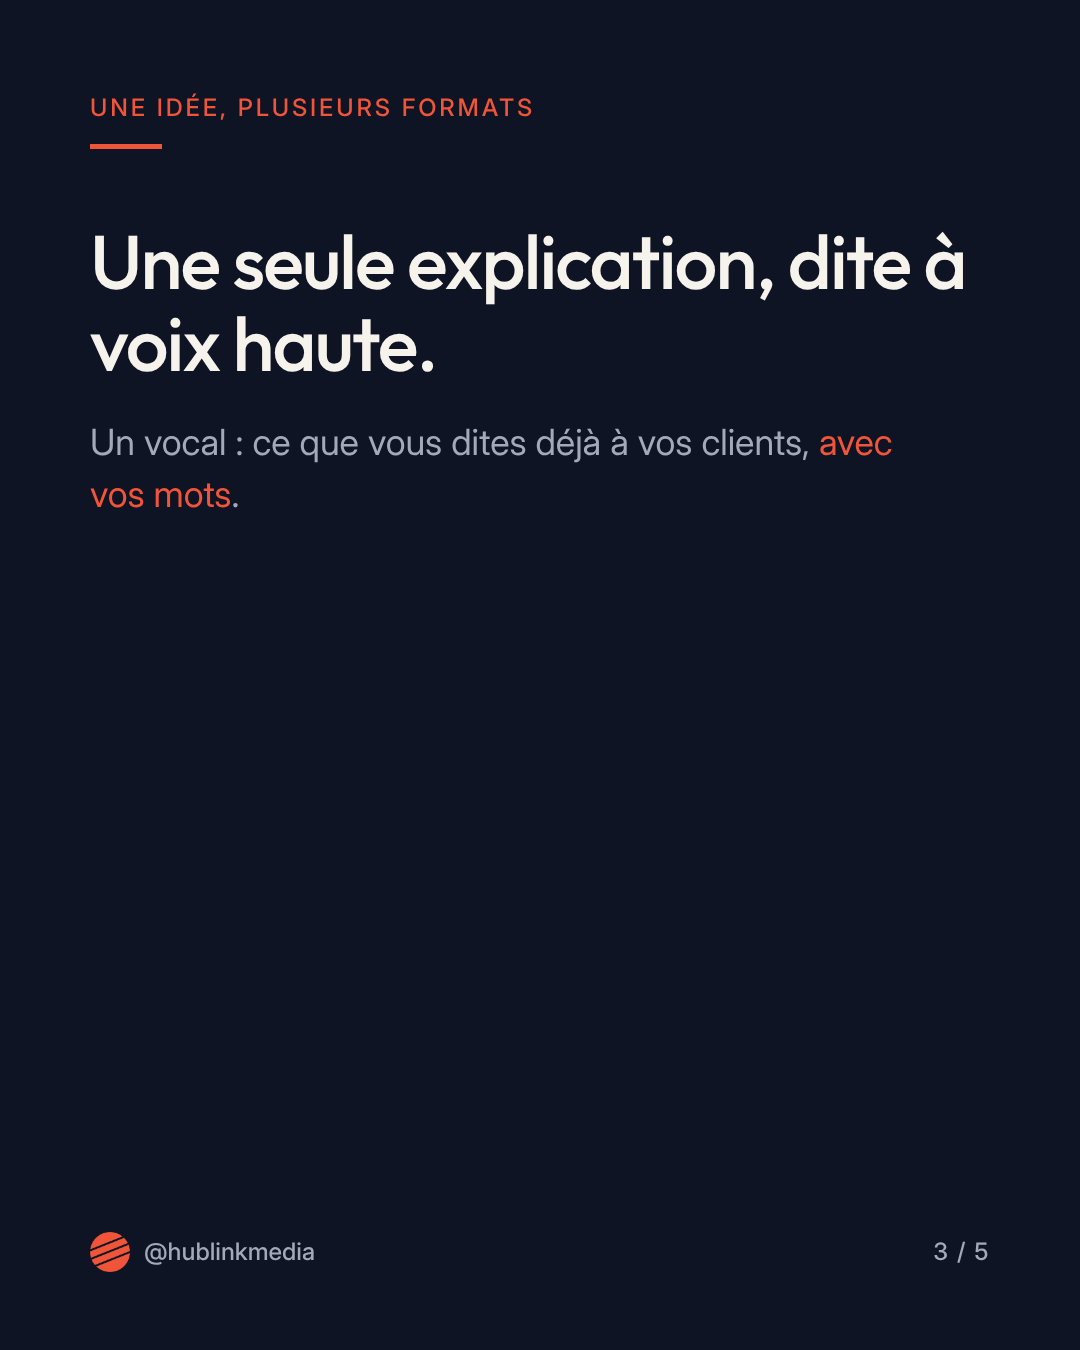 UNE IDÉE, PLUSIEURS FORMATS
Une seule explication, dite à
voix haute.
Un vocal : ce que vous dites déjà à vos clients, avec
vos mots.
@hublinkmedia
3 / 5